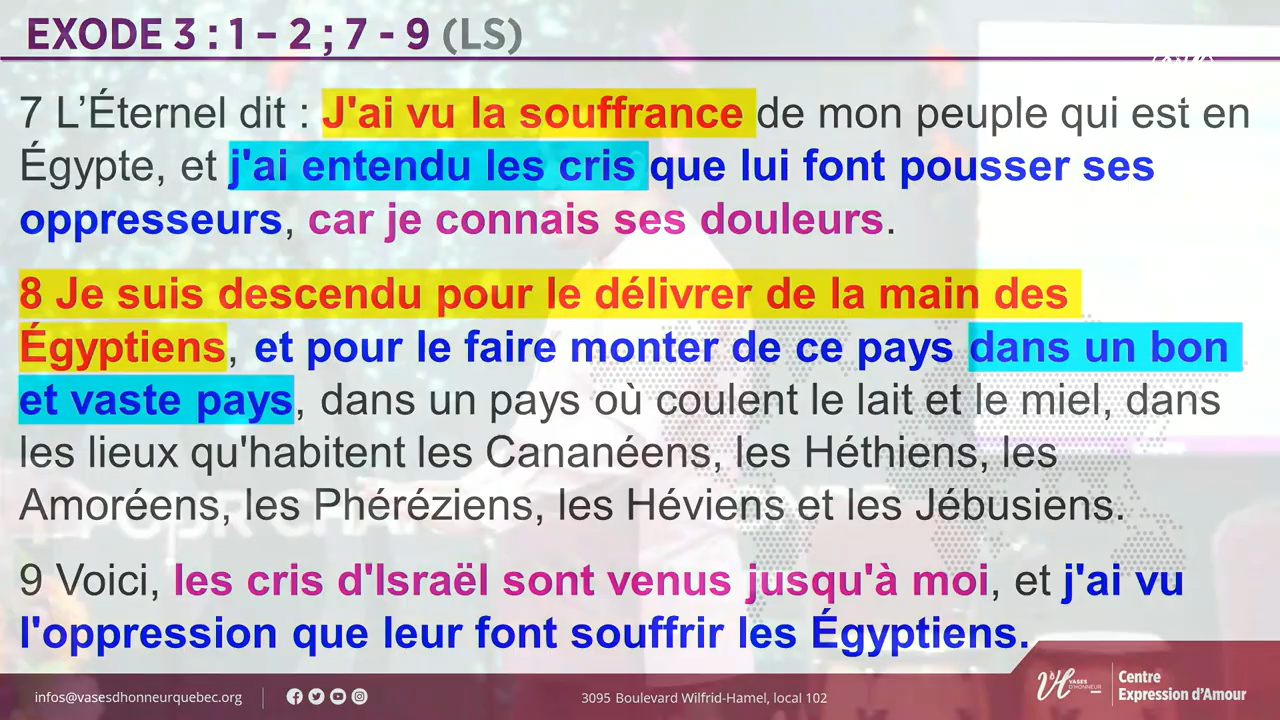 EXODE 3 : 1 – 2 ; 7 - 9 (LS)
7 L’Éternel dit : J'ai vu la souffrance de mon peuple qui est en
Égypte, et j'ai entendu les cris que lui font pousser ses
oppresseurs, car je connais ses douleurs.
8 Je suis descendu pour le délivrer de la main des
Égyptiens, et pour le faire monter de ce pays dans un bon
et vaste pays, dans un pays où coulent le lait et le miel, dans
les lieux qu'habitent les Cananéens, les Héthiens, les
Amoréens, les Phéréziens, les Héviens et les Jébusiens.
9 Voici, les cris d'Israël sont venus jusqu'à moi, et j'ai vu
l'oppression que leur font souffrir les Égyptiens.
infos@vasesdhonneurquebec.org
3095 Boulevard Wilfrid-Hamel, local 102
VH VASES D'HONNEUR
Centre
Expression d’Amour